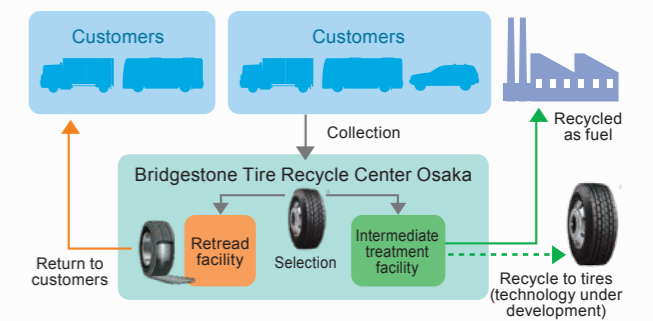 Customers
Customers
Recycled
as fuel
Collection
Bridgestone Tire Recycle Center Osaka
Retread
facility
Selection
Intermediate
treatment
facility
Return to
customers
Recycle to tires
(technology under
development)